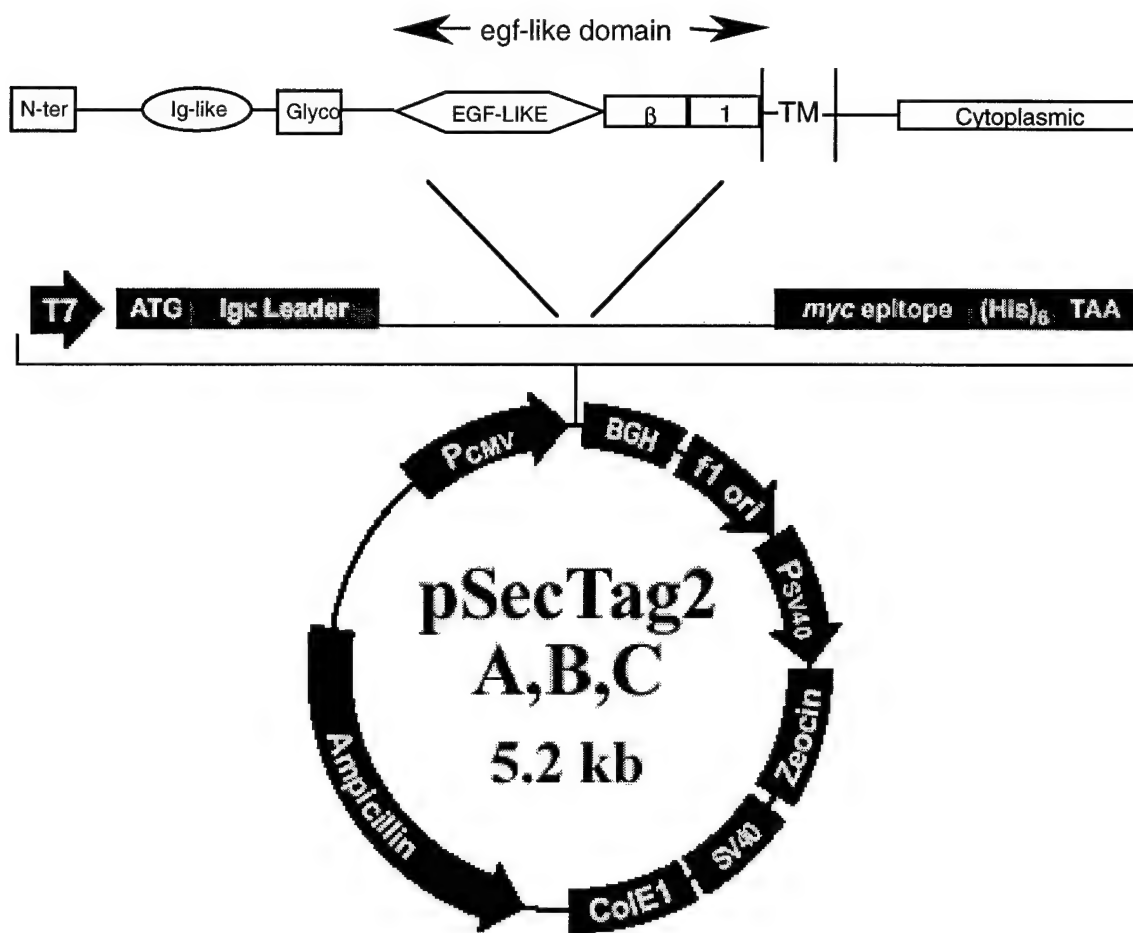 egf-like domain
N-ter Ig-like Glyco EGF-LIKE β 1 TM Cytoplasmic
T7 ATG Igκ Leader myc epitope (His)6 TAA
PCMV
BGH
f1 ori
PSV40
Zeocin
SV40
ColE1
Ampicillin
pSecTag2
A,B,C
5.2 kb